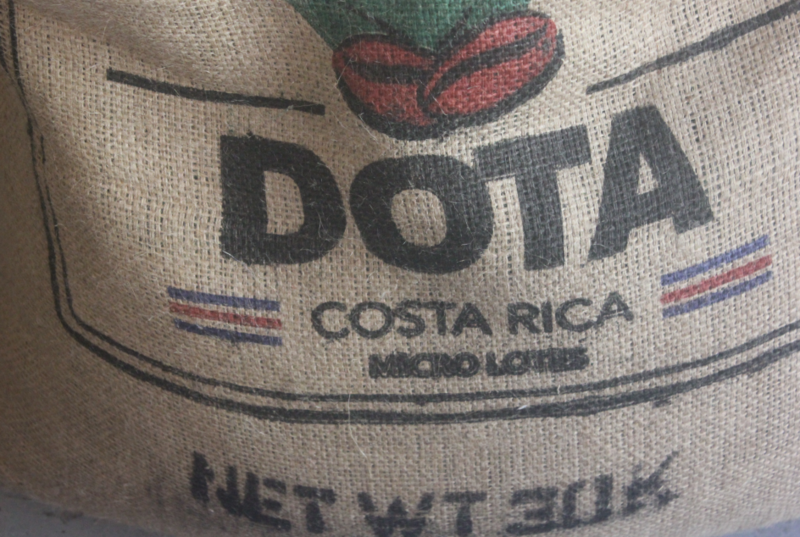 DOTA
COSTA RICA
MICRO LOTES
NET WT 30K